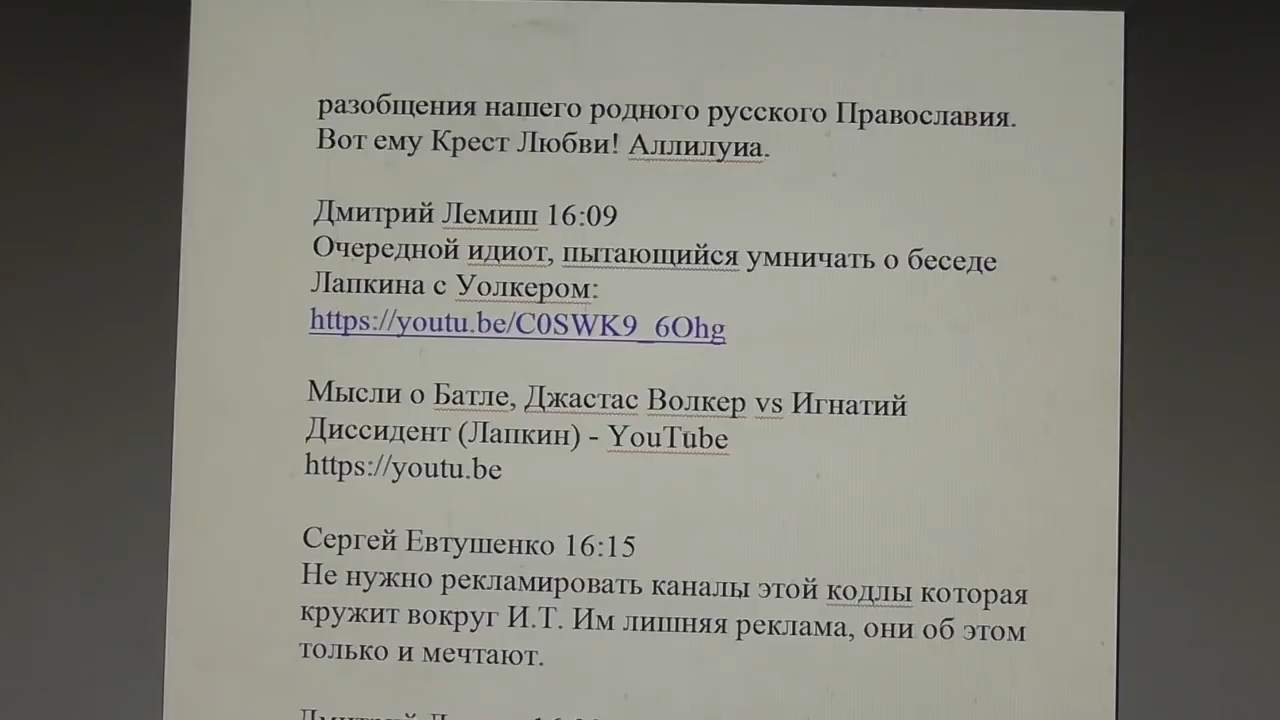 разобщения нашего родного русского Православия.
Вот ему Крест Любви! Аллилуиа.
Дмитрий Лемиш 16:09
Очередной идиот, пытающийся умничать о беседе
Лапкина с Уолкером:
https://youtu.be/C0SWK9_6Ohg
Мысли о Батле, Джастас Волкер vs Игнатий
Диссидент (Лапкин) - YouTube
https://youtu.be
Сергей Евтушенко 16:15
Не нужно рекламировать каналы этой кодлы которая
кружит вокруг И.Т. Им лишняя реклама, они об этом
только и мечтают.